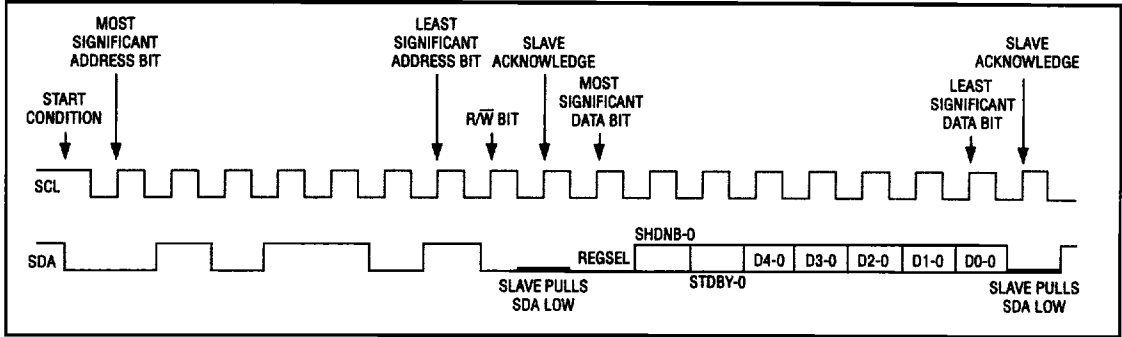 MOST
SIGNIFICANT
ADDRESS BIT
LEAST
SIGNIFICANT
ADDRESS BIT
SLAVE
ACKNOWLEDGE
SLAVE
ACKNOWLEDGE
START
CONDITION
R/W̅ BIT
MOST
SIGNIFICANT
DATA BIT
LEAST
SIGNIFICANT
DATA BIT
SCL
SDA
REGSEL
SHDNB-0
STDBY-0
D4-0
D3-0
D2-0
D1-0
D0-0
SLAVE PULLS
SDA LOW
SLAVE PULLS
SDA LOW